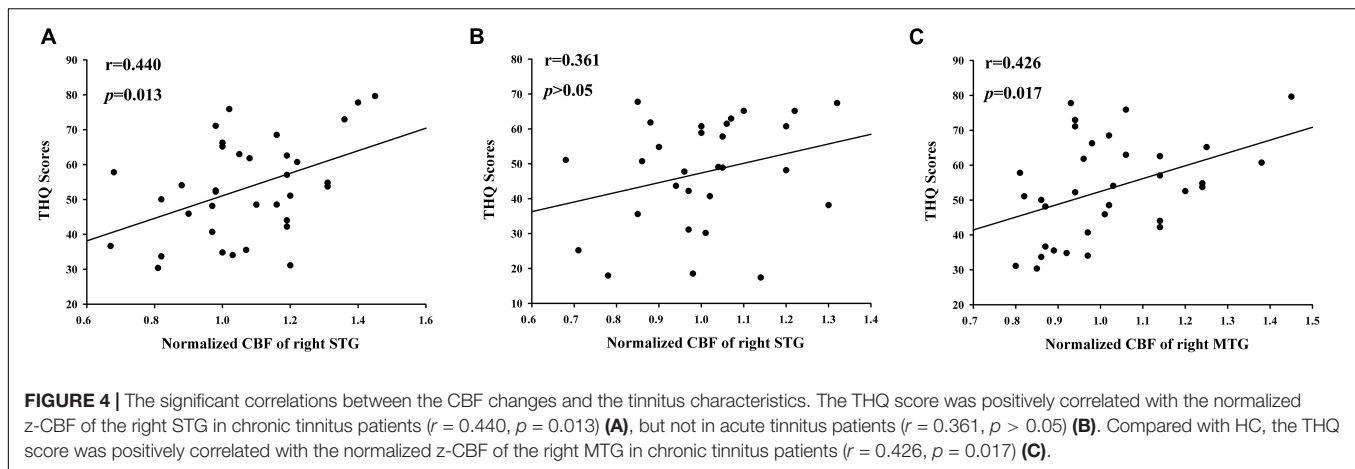 A
r=0.440
p=0.013
THQ Scores
90
80
70
60
50
40
30
20
0.6 0.8 1.0 1.2 1.4 1.6
Normalized CBF of right STG
B
r=0.361
p>0.05
THQ Scores
80
70
60
50
40
30
20
10
0.6 0.7 0.8 0.9 1.0 1.1 1.2 1.3 1.4
Normalized CBF of right STG
C
r=0.426
p=0.017
THQ Scores
90
80
70
60
50
40
30
20
0.7 0.8 0.9 1.0 1.1 1.2 1.3 1.4 1.5
Normalized CBF of right MTG
FIGURE 4 | The significant correlations between the CBF changes and the tinnitus characteristics. The THQ score was positively correlated with the normalized
z-CBF of the right STG in chronic tinnitus patients (r = 0.440, p = 0.013) (A), but not in acute tinnitus patients (r = 0.361, p > 0.05) (B). Compared with HC, the THQ
score was positively correlated with the normalized z-CBF of the right MTG in chronic tinnitus patients (r = 0.426, p = 0.017) (C).